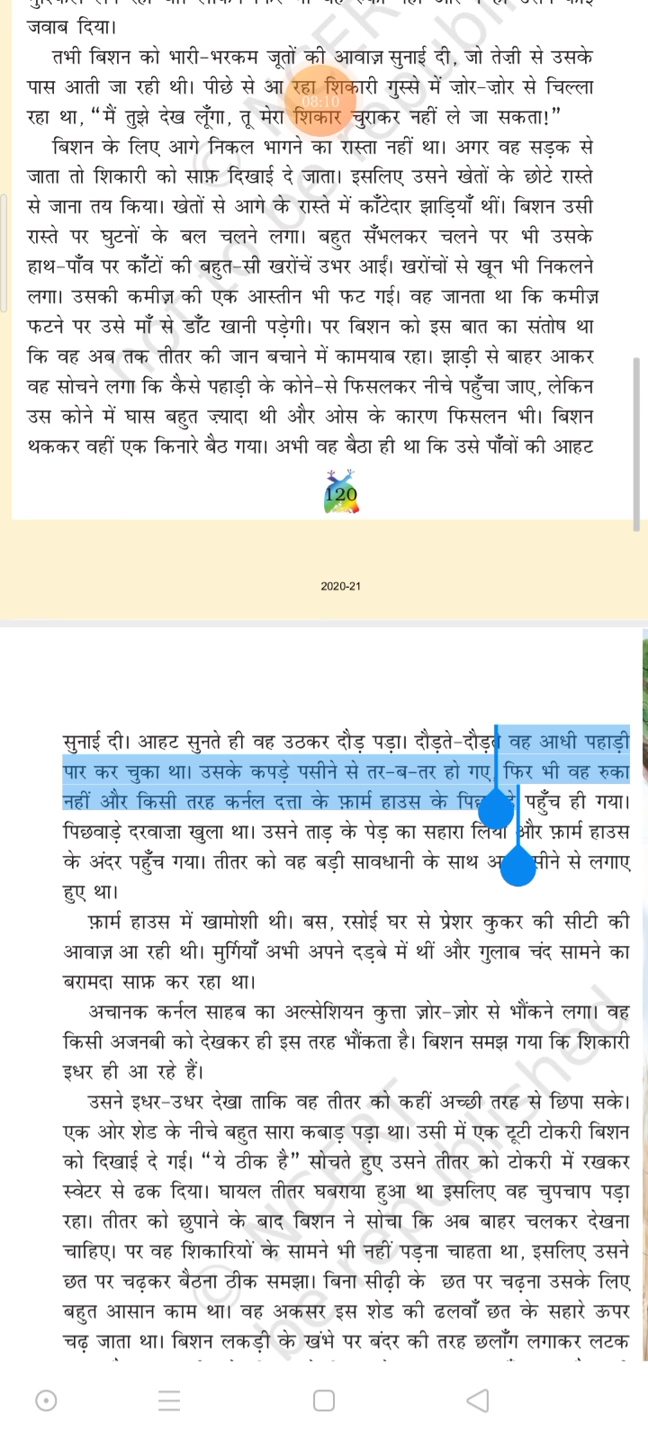 जवाब दिया।
तभी बिशन को भारी-भरकम जूतों की आवाज़ सुनाई दी, जो तेजी से उसके
पास आती जा रही थी। पीछे से आ रहा शिकारी गुस्से में ज़ोर-ज़ोर से चिल्ला
08:10
रहा था, “मैं तुझे देख लूँगा, तू मेरा शिकार चुराकर नहीं ले जा सकता!”
बिशन के लिए आगे निकल भागने का रास्ता नहीं था। अगर वह सड़क से
जाता तो शिकारी को साफ़ दिखाई दे जाता। इसलिए उसने खेतों के छोटे रास्ते
से जाना तय किया। खेतों से आगे के रास्ते में काँटेदार झाड़ियाँ थीं। बिशन उसी
रास्ते पर घुटनों के बल चलने लगा। बहुत सँभलकर चलने पर भी उसके
हाथ-पाँव पर काँटों की बहुत-सी खरोंचें उभर आईं। खरोंचों से खून भी निकलने
लगा। उसकी कमीज़ की एक आस्तीन भी फट गई। वह जानता था कि कमीज़
फटने पर उसे माँ से डाँट खानी पड़ेगी। पर बिशन को इस बात का संतोष था
कि वह अब तक तीतर की जान बचाने में कामयाब रहा। झाड़ी से बाहर आकर
वह सोचने लगा कि कैसे पहाड़ी के कोने-से फिसलकर नीचे पहुँचा जाए, लेकिन
उस कोने में घास बहुत ज़्यादा थी और ओस के कारण फिसलन भी। बिशन
थककर वहीं एक किनारे बैठ गया। अभी वह बैठा ही था कि उसे पाँवों की आहट
120
2020-21
सुनाई दी। आहट सुनते ही वह उठकर दौड़ पड़ा। दौड़ते-दौड़ते वह आधी पहाड़ी
पार कर चुका था। उसके कपड़े पसीने से तर-ब-तर हो गए, फिर भी वह रुका
नहीं और किसी तरह कर्नल दत्ता के फ़ार्म हाउस के पहुँच ही गया।
पिछवाड़े दरवाजा खुला था। उसने ताड़ के पेड़ का सहारा लिया और फ़ार्म हाउस
के अंदर पहुँच गया। तीतर को वह बड़ी सावधानी के साथ सीने से लगाए
हुए था।
फ़ार्म हाउस में खामोशी थी। बस, रसोई घर से प्रेशर कुकर की सीटी की
आवाज़ आ रही थी। मुर्गियाँ अभी अपने दड़बे में थीं और गुलाब चंद सामने का
बरामदा साफ़ कर रहा था।
अचानक कर्नल साहब का अल्सेशियन कुत्ता ज़ोर-ज़ोर से भौंकने लगा। वह
किसी अजनबी को देखकर ही इस तरह भौंकता है। बिशन समझ गया कि शिकारी
इधर ही आ रहे हैं।
उसने इधर-उधर देखा ताकि वह तीतर को कहीं अच्छी तरह से छिपा सके।
एक ओर शेड के नीचे बहुत सारा कबाड़ पड़ा था। उसी में एक टूटी टोकरी बिशन
को दिखाई दे गई। “ये ठीक है” सोचते हुए उसने तीतर को टोकरी में रखकर
स्वेटर से ढक दिया। घायल तीतर घबराया हुआ था इसलिए वह चुपचाप पड़ा
रहा। तीतर को छुपाने के बाद बिशन ने सोचा कि अब बाहर चलकर देखना
चाहिए। पर वह शिकारियों के सामने भी नहीं पड़ना चाहता था, इसलिए उसने
छत पर चढ़कर बैठना ठीक समझा। बिना सीढ़ी के छत पर चढ़ना उसके लिए
बहुत आसान काम था। वह अकसर इस शेड की ढलवाँ छत के सहारे ऊपर
चढ़ जाता था। बिशन लकड़ी के खंभे पर बंदर की तरह छलाँग लगाकर लटक
© NCERT
not to be republished
© NCERT
be republished